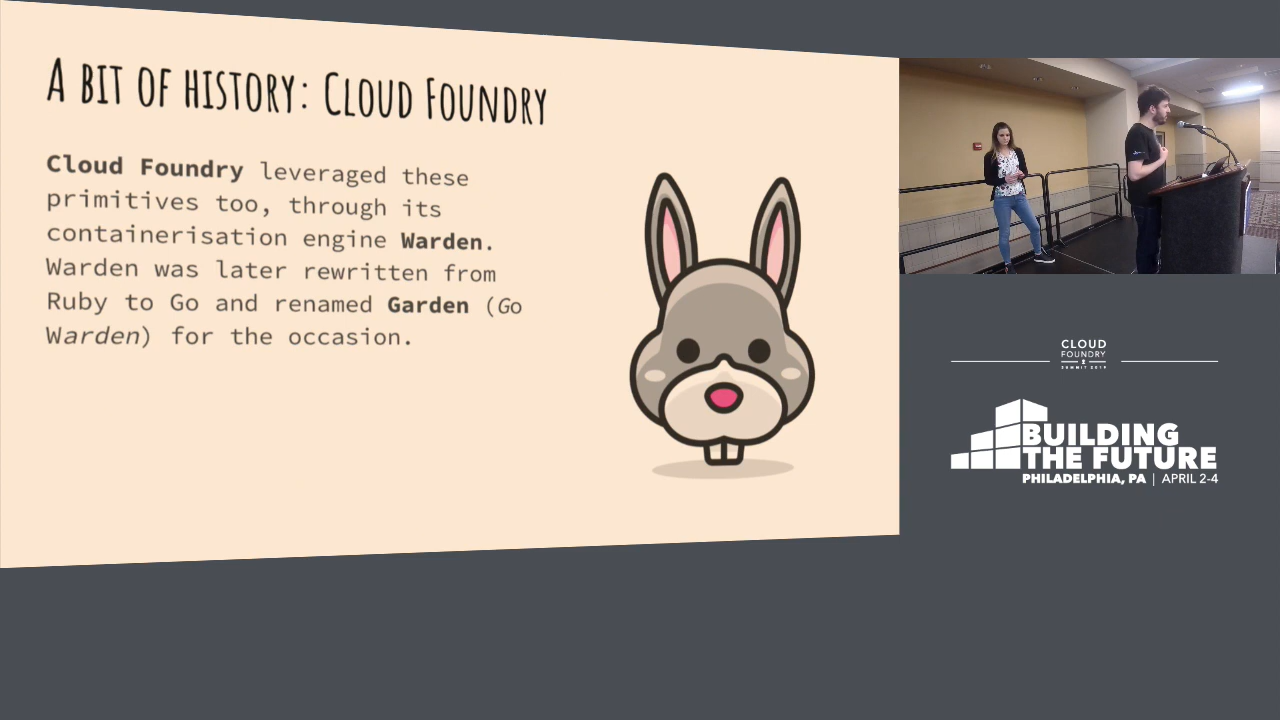 A bit of history: Cloud Foundry
Cloud Foundry leveraged these
primitives too, through its
containerisation engine Warden.
Warden was later rewritten from
Ruby to Go and renamed Garden (Go
Warden) for the occasion.
CLOUD
FOUNDRY
SUMMIT 2019
BUILDING
THE FUTURE
PHILADELPHIA, PA | APRIL 2-4